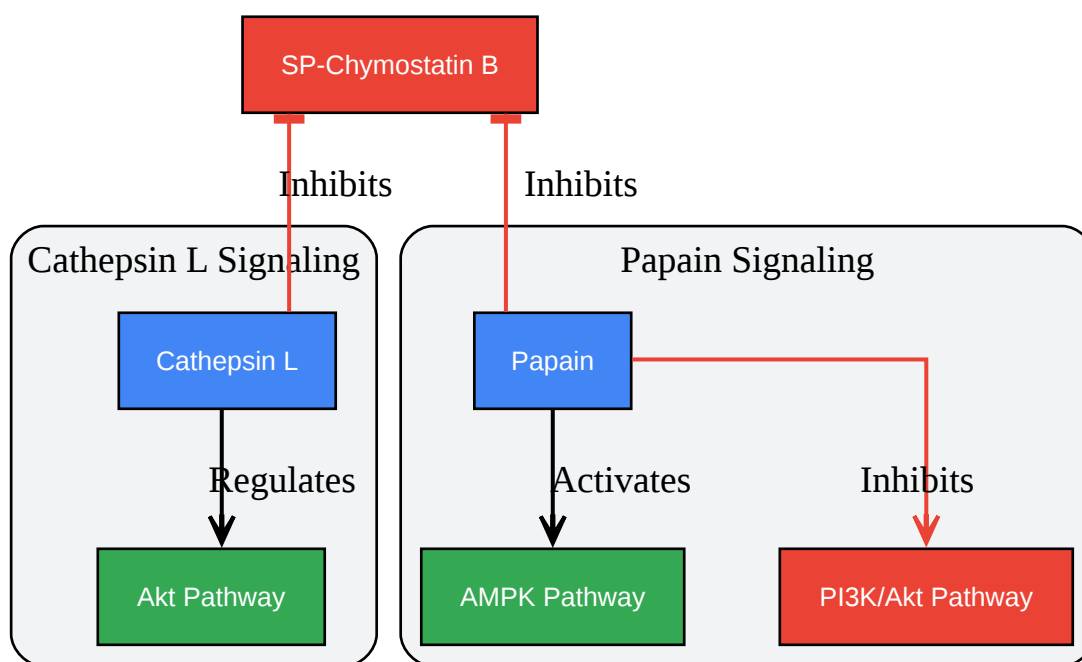 SP-Chymostatin B
Inhibits
Inhibits
Cathepsin L Signaling
Papain Signaling
Cathepsin L
Papain
Regulates
Activates
Inhibits
Akt Pathway
AMPK Pathway
PI3K/Akt Pathway